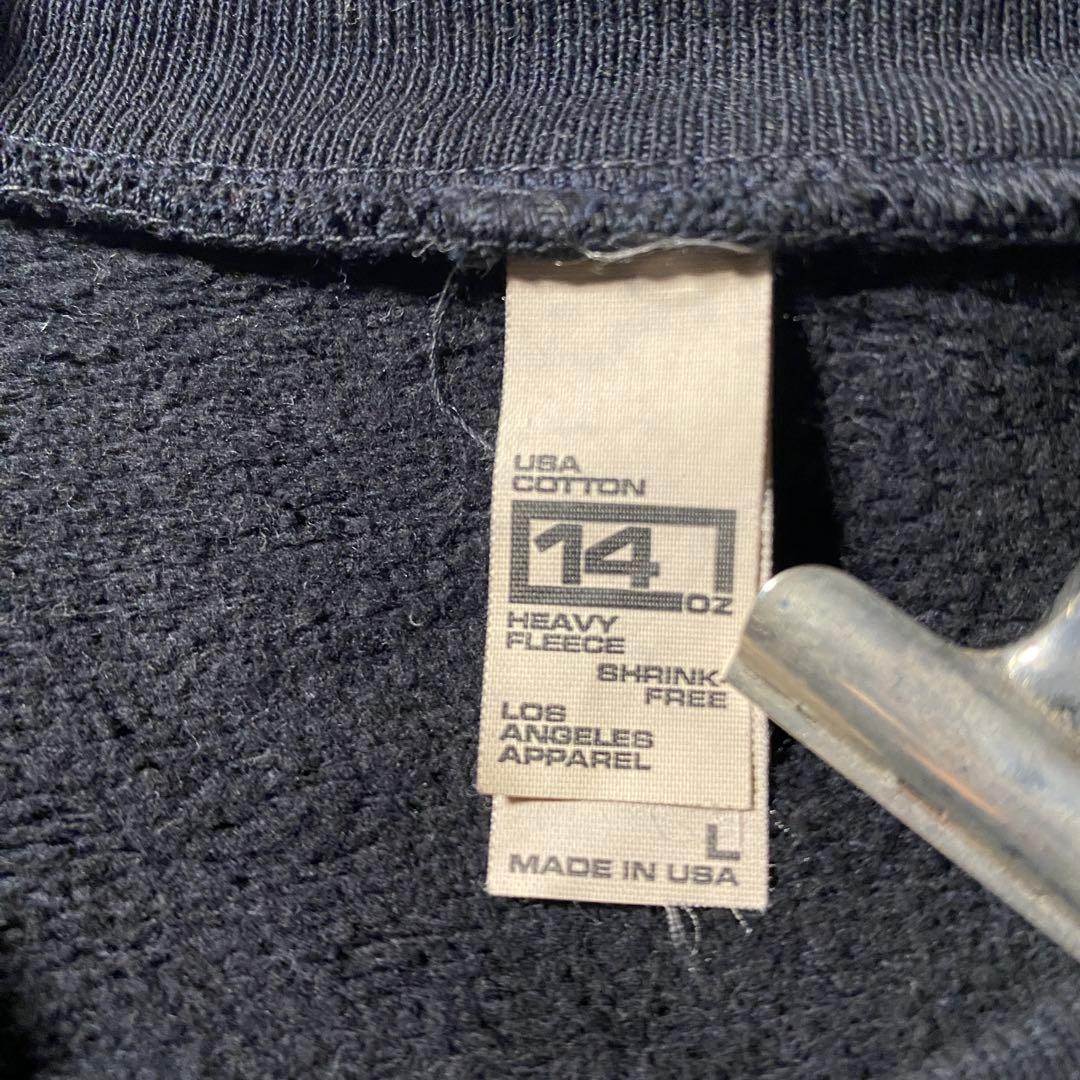 USA
COTTON
14 OZ
HEAVY
FLEECE
SHRINK-
FREE
LOS
ANGELES
APPAREL
L
MADE IN USA